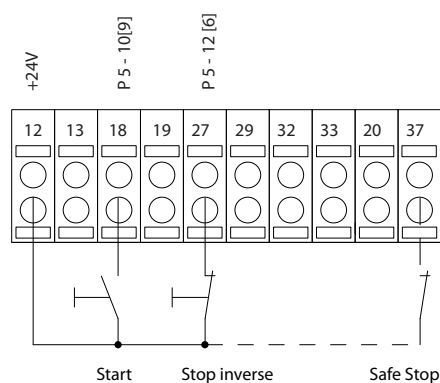 +24V
P 5 - 10[9]
P 5 - 12 [6]
12 13 18 19 27 29 32 33 20 37
Start Stop inverse Safe Stop